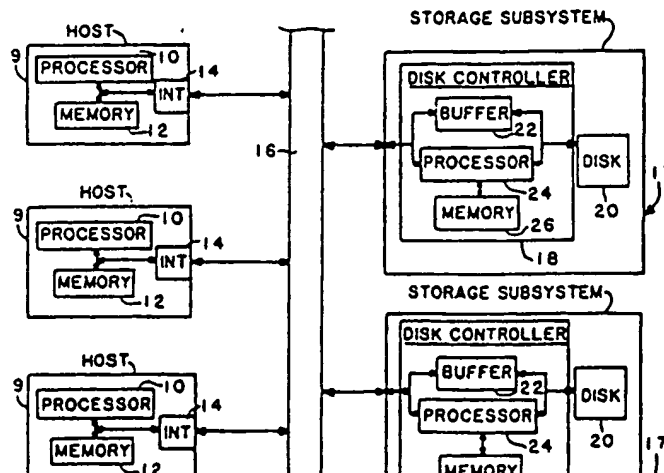 HOST
9
10
PROCESSOR
14
INT
MEMORY
12
HOST
9
10
PROCESSOR
14
INT
MEMORY
12
HOST
9
10
PROCESSOR
14
INT
MEMORY
12
16
STORAGE SUBSYSTEM
DISK CONTROLLER
BUFFER
22
PROCESSOR
24
MEMORY
26
18
DISK
20
STORAGE SUBSYSTEM
DISK CONTROLLER
BUFFER
22
PROCESSOR
24
MEMORY
DISK
20
17